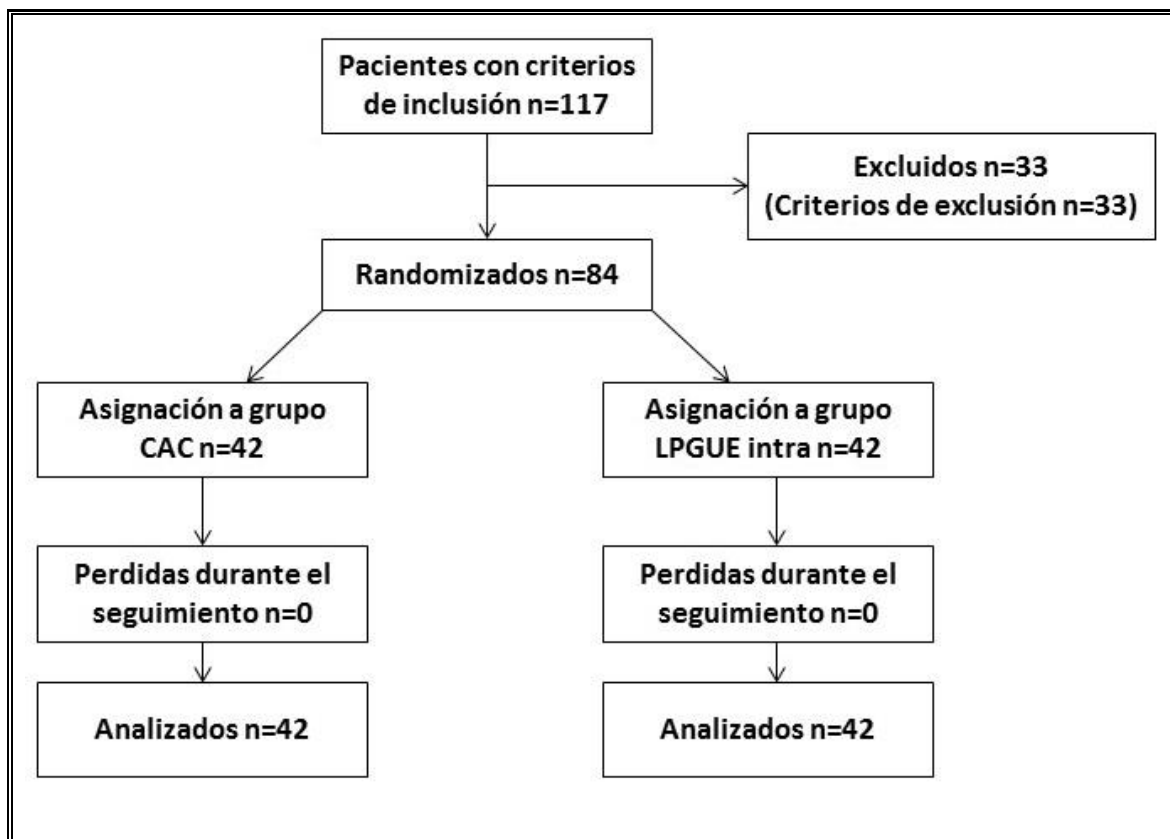 Pacientes con criterios
de inclusión n=117
Excluidos n=33
(Criterios de exclusión n=33)
Randomizados n=84
Asignación a grupo
CAC n=42
Asignación a grupo
LPGUE intra n=42
Perdidas durante el
seguimiento n=0
Perdidas durante el
seguimiento n=0
Analizados n=42
Analizados n=42